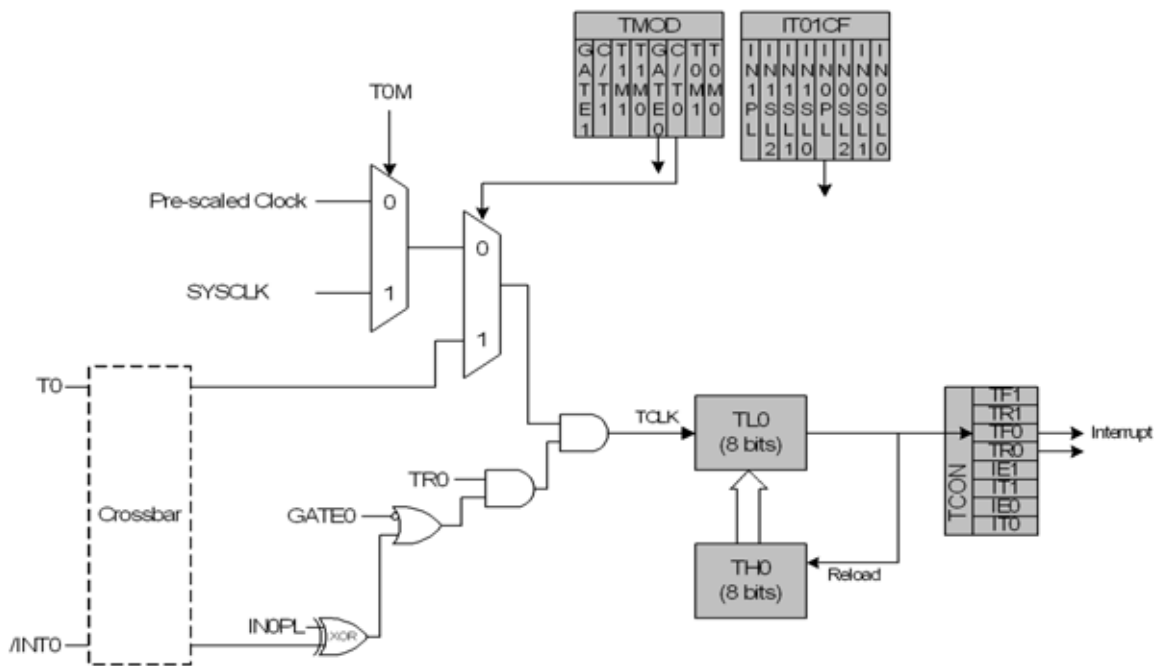 TMOD
GATE1
C/T1
T1M1
T1M0
GATE0
C/T0
T0M1
T0M0
IT01CF
IN1PL
IN1SL2
IN1SL1
IN1SL0
IN0PL
IN0SL2
IN0SL1
IN0SL0
T0M
Pre-scaled Clock
0
SYSCLK
1
0
1
T0
Crossbar
/INT0
TR0
GATE0
IN0PL
XOR
TCLK
TL0
(8 bits)
TH0
(8 bits)
Reload
TCON
TF1
TR1
TF0
TR0
IE1
IT1
IE0
IT0
Interrupt